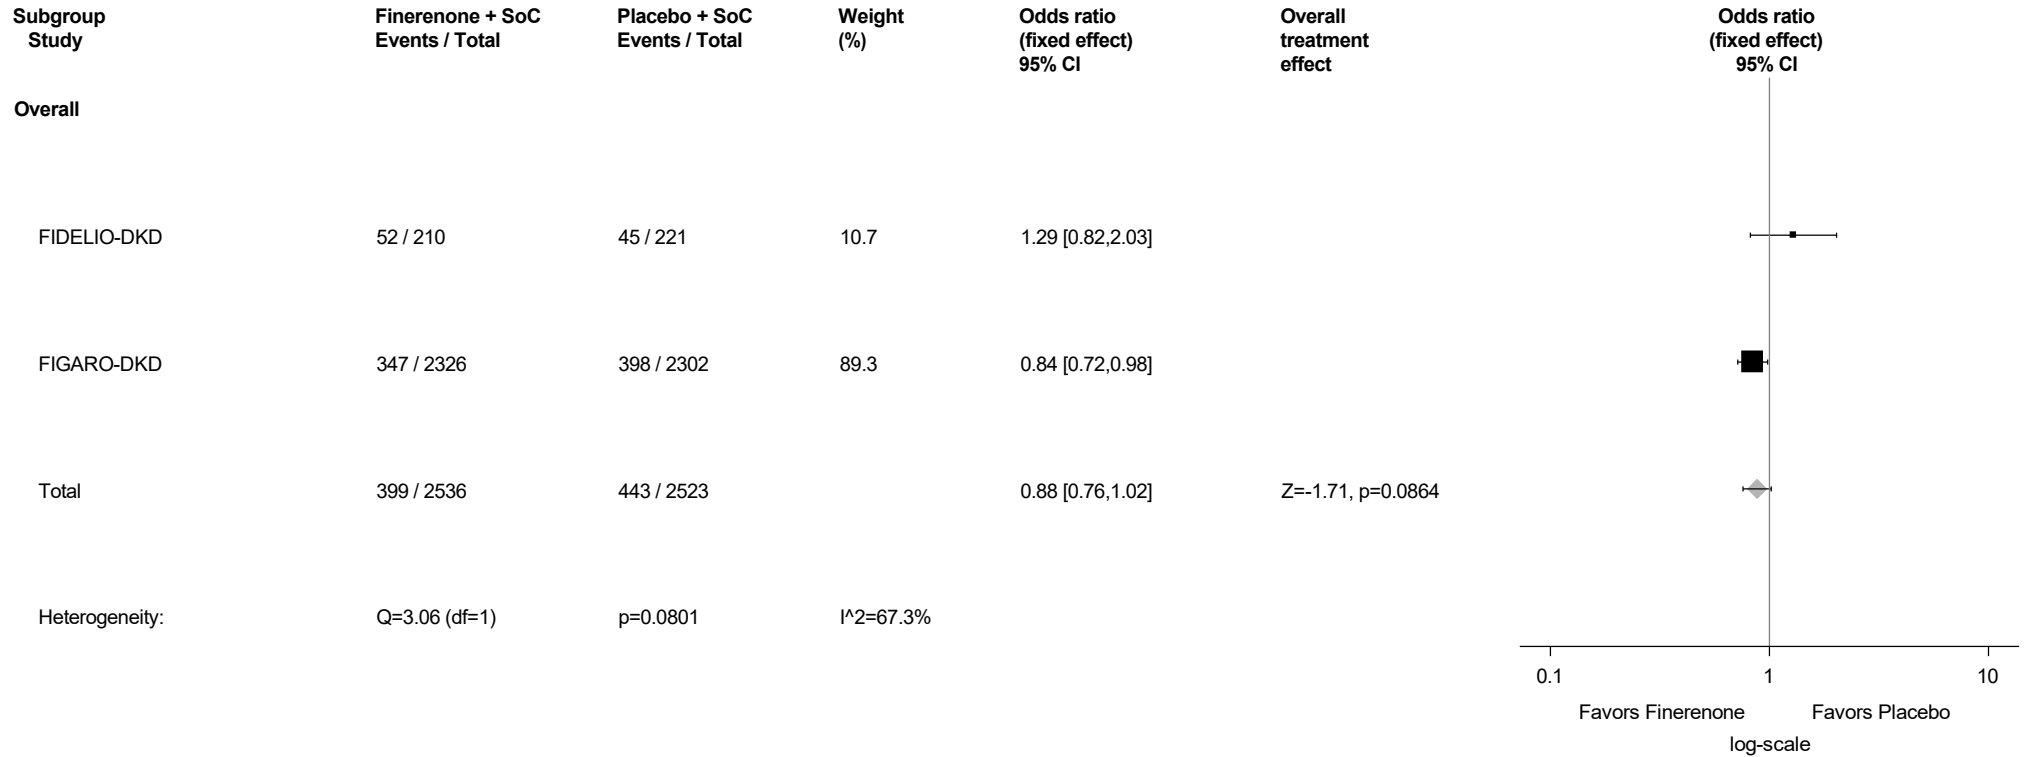 Subgroup Finerenone + SoC Placebo + SoC Weight Odds ratio Overall Odds ratio
Study Events / Total Events / Total (%) (fixed effect) treatment (fixed effect)
95% CI effect 95% CI
Overall
FIDELIO-DKD 52 / 210 45 / 221 10.7 1.29 [0.82,2.03]
FIGARO-DKD 347 / 2326 398 / 2302 89.3 0.84 [0.72,0.98]
Total 399 / 2536 443 / 2523 0.88 [0.76,1.02] Z=-1.71, p=0.0864
Heterogeneity: Q=3.06 (df=1) p=0.0801 I^2=67.3%
0.1 1 10
Favors Finerenone Favors Placebo
log-scale